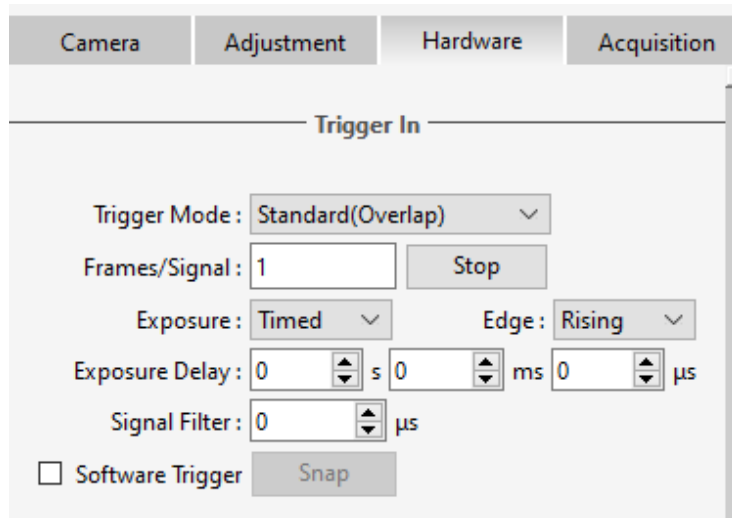 Camera Adjustment Hardware Acquisition
Trigger In
Trigger Mode : Standard(Overlap)
Frames/Signal : 1 Stop
Exposure : Timed Edge : Rising
Exposure Delay : 0 s 0 ms 0 μs
Signal Filter : 0 μs
Software Trigger Snap